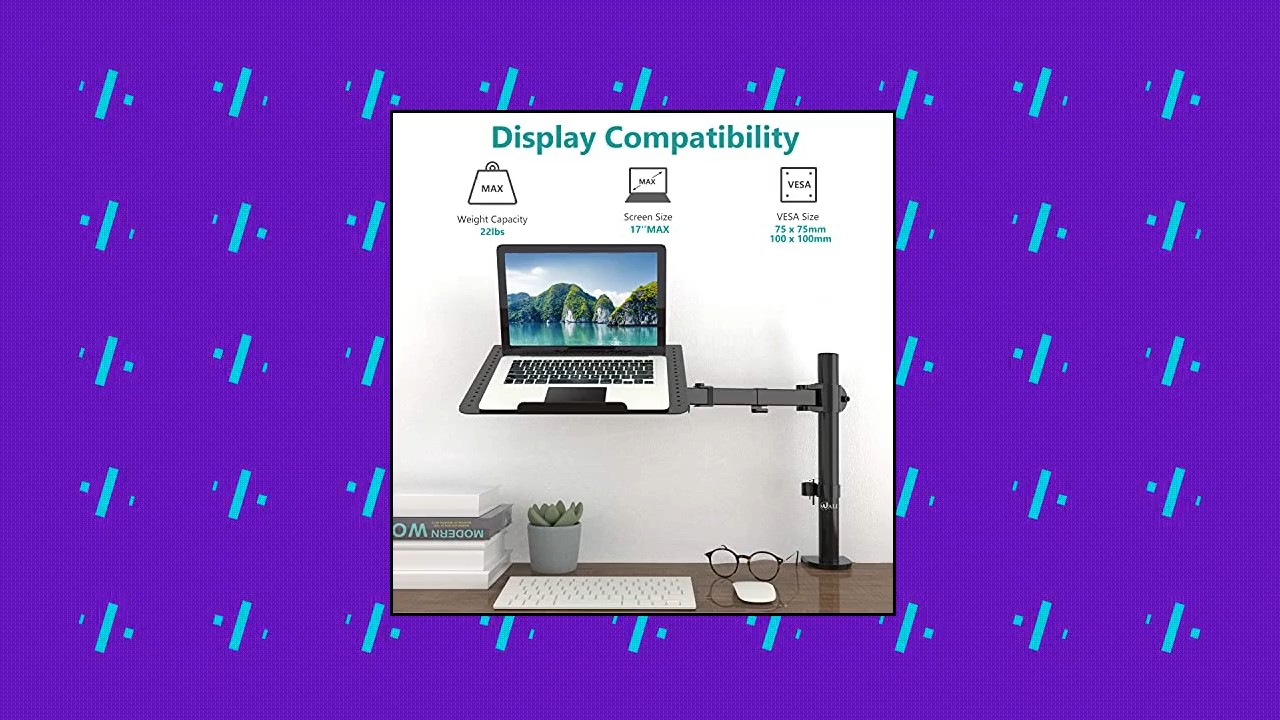 Display Compatibility
MAX
MAX
VESA
Weight Capacity
22lbs
Screen Size
17"MAX
VESA Size
75 x 75mm
100 x 100mm
MODERN WO
WALI